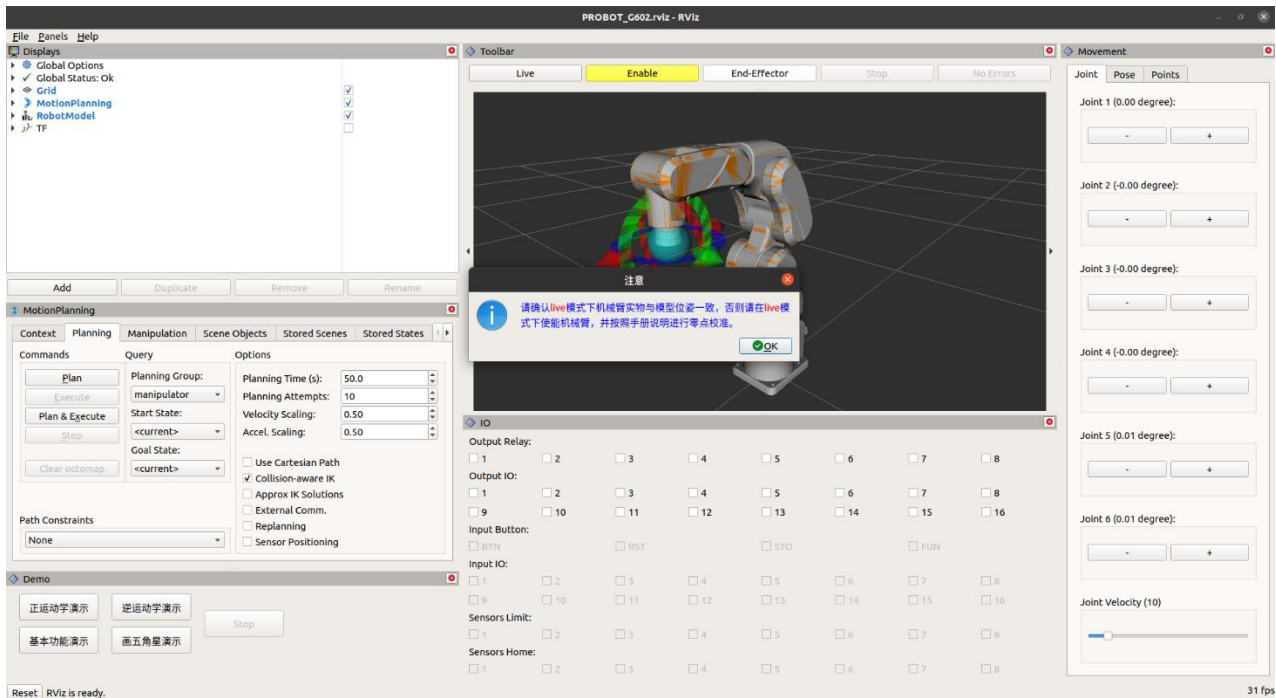 PROBOT_G602.rviz - RViz
File Panels Help
Displays
Global Options
Global Status: Ok
Grid
MotionPlanning
RobotModel
TF
Add Duplicate Remove Rename
MotionPlanning
Context Planning Manipulation Scene Objects Stored Scenes Stored States
Commands Query Options
Plan Planning Group: Planning Time (s): 50.0
Execute manipulator Planning Attempts: 10
Plan & Execute Start State: Velocity Scaling: 0.50
Stop <current> Accel. Scaling: 0.50
Goal State:
Clear octomap <current> Use Cartesian Path
Collision-aware IK
Approx IK Solutions
External Comm.
Path Constraints Replanning
None Sensor Positioning
Demo
正运动学演示 逆运动学演示 Stop
基本功能演示 画五角星演示
Reset RViz is ready.
Toolbar
Live Enable End-Effector Stop No Errors
注意
请确认live模式下机械臂实物与模型位姿一致，否则请在live模
式下使能机械臂，并按照手册说明进行零点校准。
OK
IO
Output Relay:
1 2 3 4 5 6 7 8
Output IO:
1 2 3 4 5 6 7 8
9 10 11 12 13 14 15 16
Input Button:
BTN RST STO FUN
Input IO:
1 2 3 4 5 6 7 8
9 10 11 12 13 14 15 16
Sensors Limit:
1 2 3 4 5 6 7 8
Sensors Home:
1 2 3 4 5 6 7 8
Movement
Joint Pose Points
Joint 1 (0.00 degree):
- +
Joint 2 (-0.00 degree):
- +
Joint 3 (-0.00 degree):
- +
Joint 4 (-0.00 degree):
- +
Joint 5 (0.01 degree):
- +
Joint 6 (0.01 degree):
- +
Joint Velocity (10)
31 fps